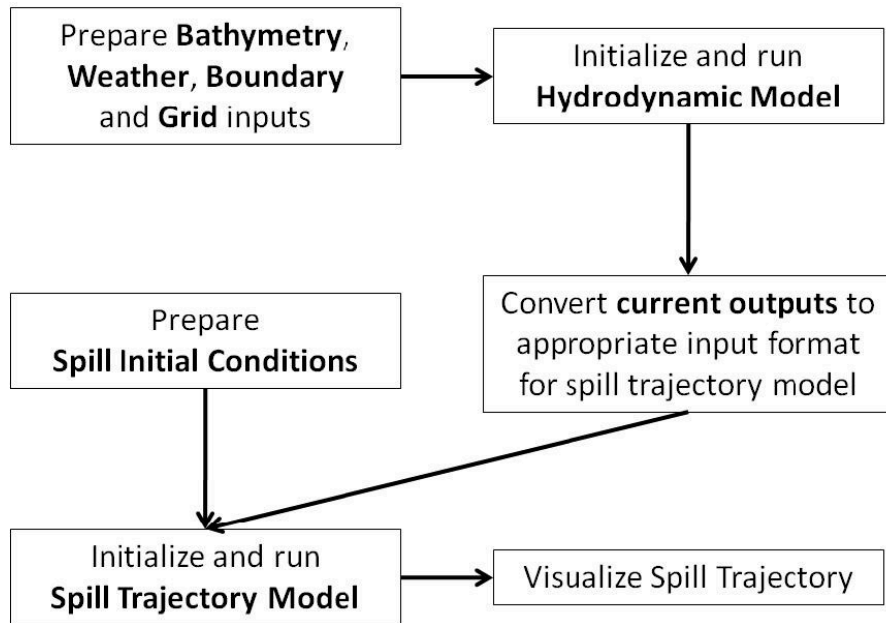 Prepare Bathymetry,
Weather, Boundary
and Grid inputs
Initialize and run
Hydrodynamic Model
Convert current outputs to
appropriate input format
for spill trajectory model
Prepare
Spill Initial Conditions
Initialize and run
Spill Trajectory Model
Visualize Spill Trajectory